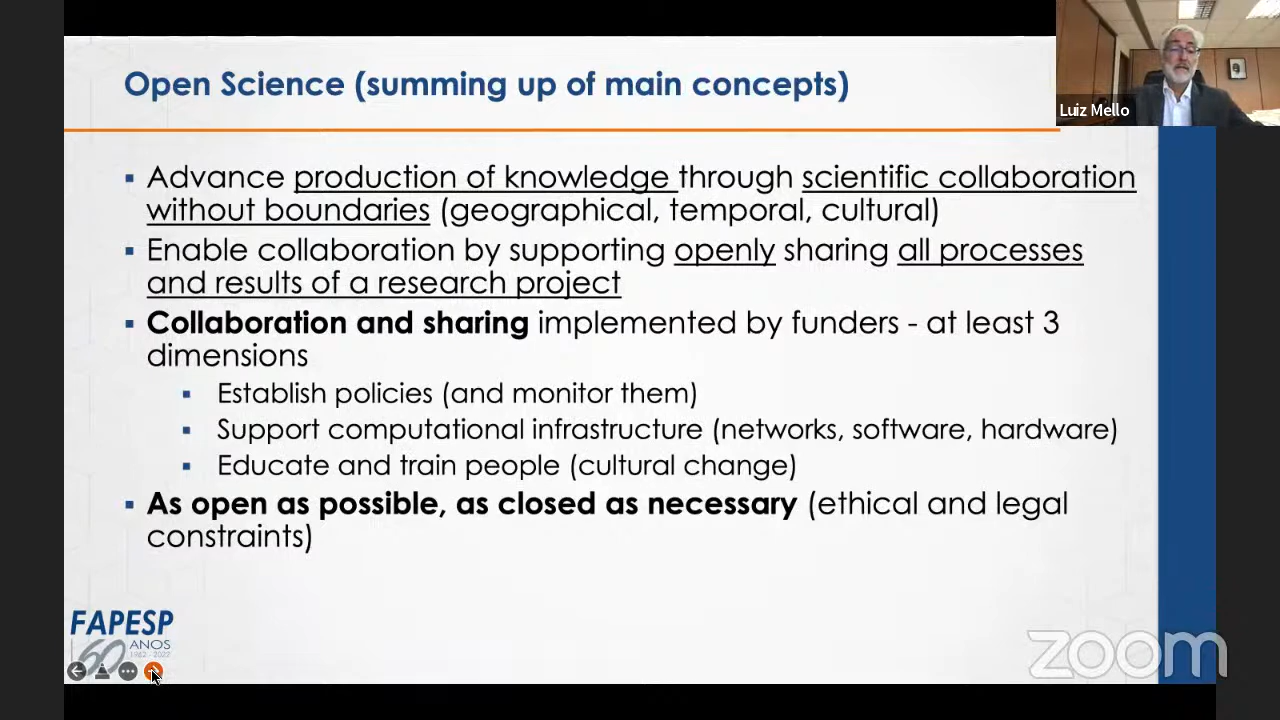 Open Science (summing up of main concepts)
Luiz Mello
▪ Advance production of knowledge through scientific collaboration
without boundaries (geographical, temporal, cultural)
▪ Enable collaboration by supporting openly sharing all processes
and results of a research project
▪ Collaboration and sharing implemented by funders - at least 3
dimensions
▪ Establish policies (and monitor them)
▪ Support computational infrastructure (networks, software, hardware)
▪ Educate and train people (cultural change)
▪ As open as possible, as closed as necessary (ethical and legal
constraints)
FAPESP
60 ANOS
1962 - 2022
zoom